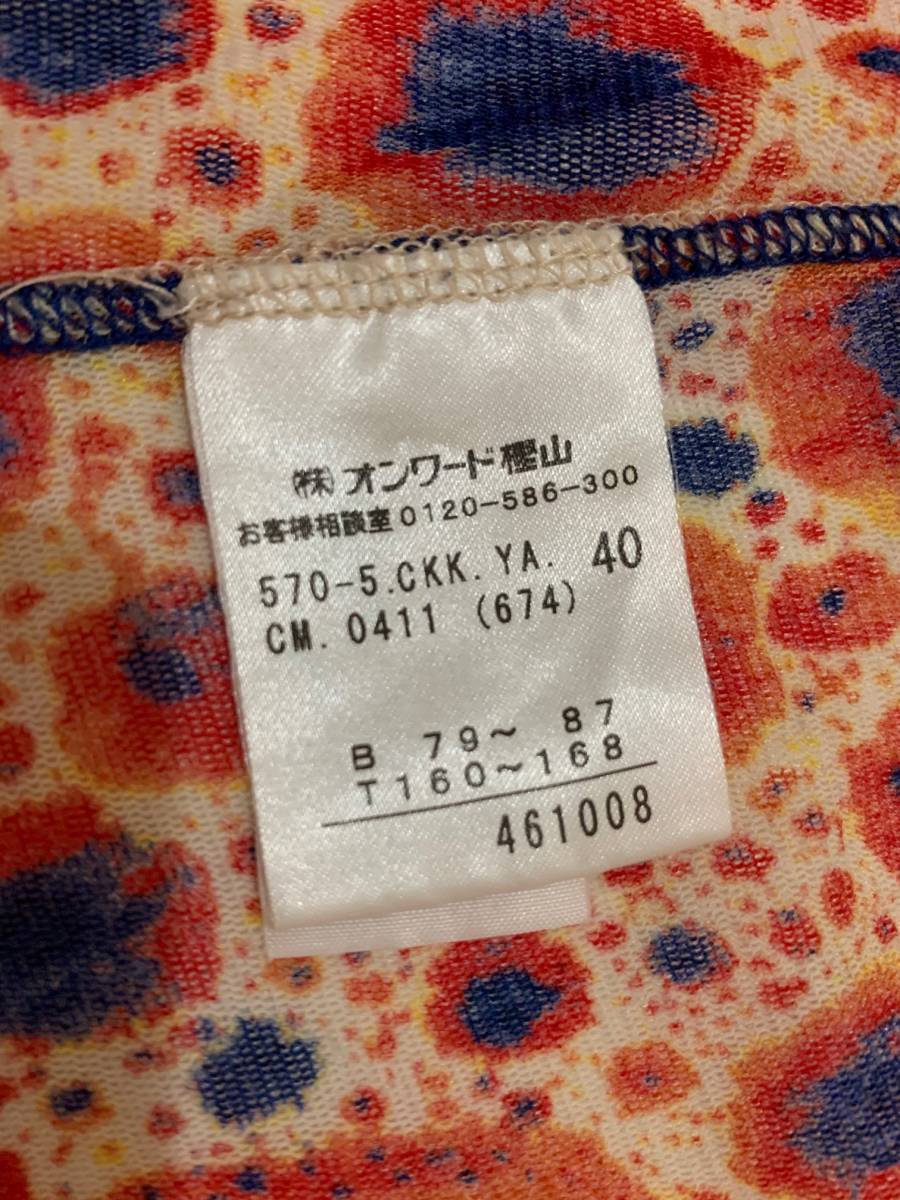 ㈱オンワード樫山
お客様相談室0120-586-300
570-5.CKK.YA. 40
CM.0411 (674)
B 79～ 87
T160～168
461008